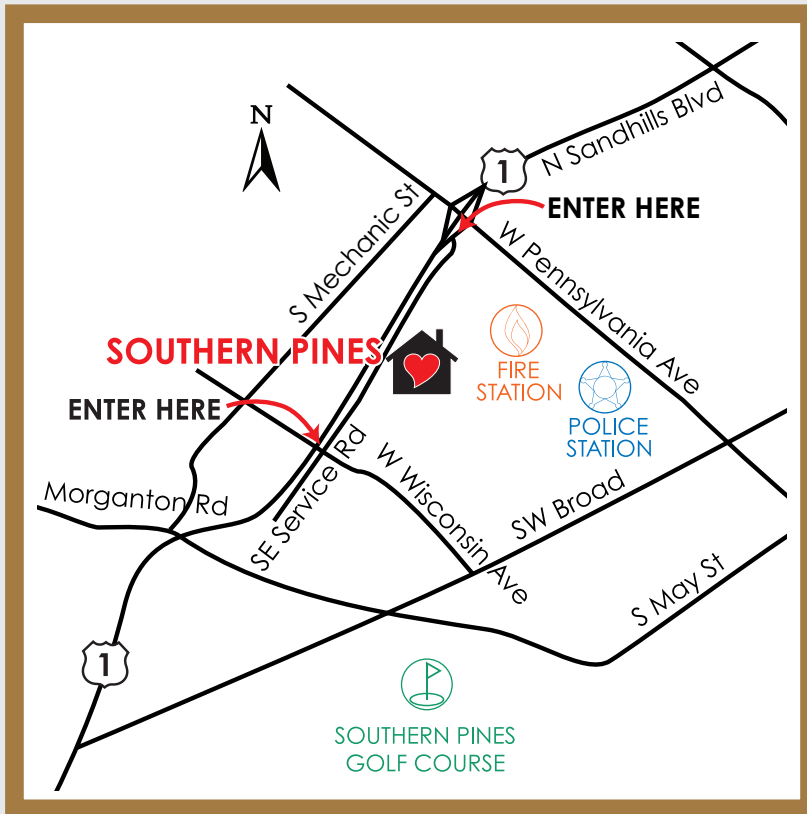 N
1
N Sandhills Blvd
S Mechanic St
ENTER HERE
W Pennsylvania Ave
SOUTHERN PINES
FIRE
STATION
ENTER HERE
POLICE
STATION
SE Service Rd
W Wisconsin Ave
Morganton Rd
SW Broad
S May St
1
SOUTHERN PINES
GOLF COURSE